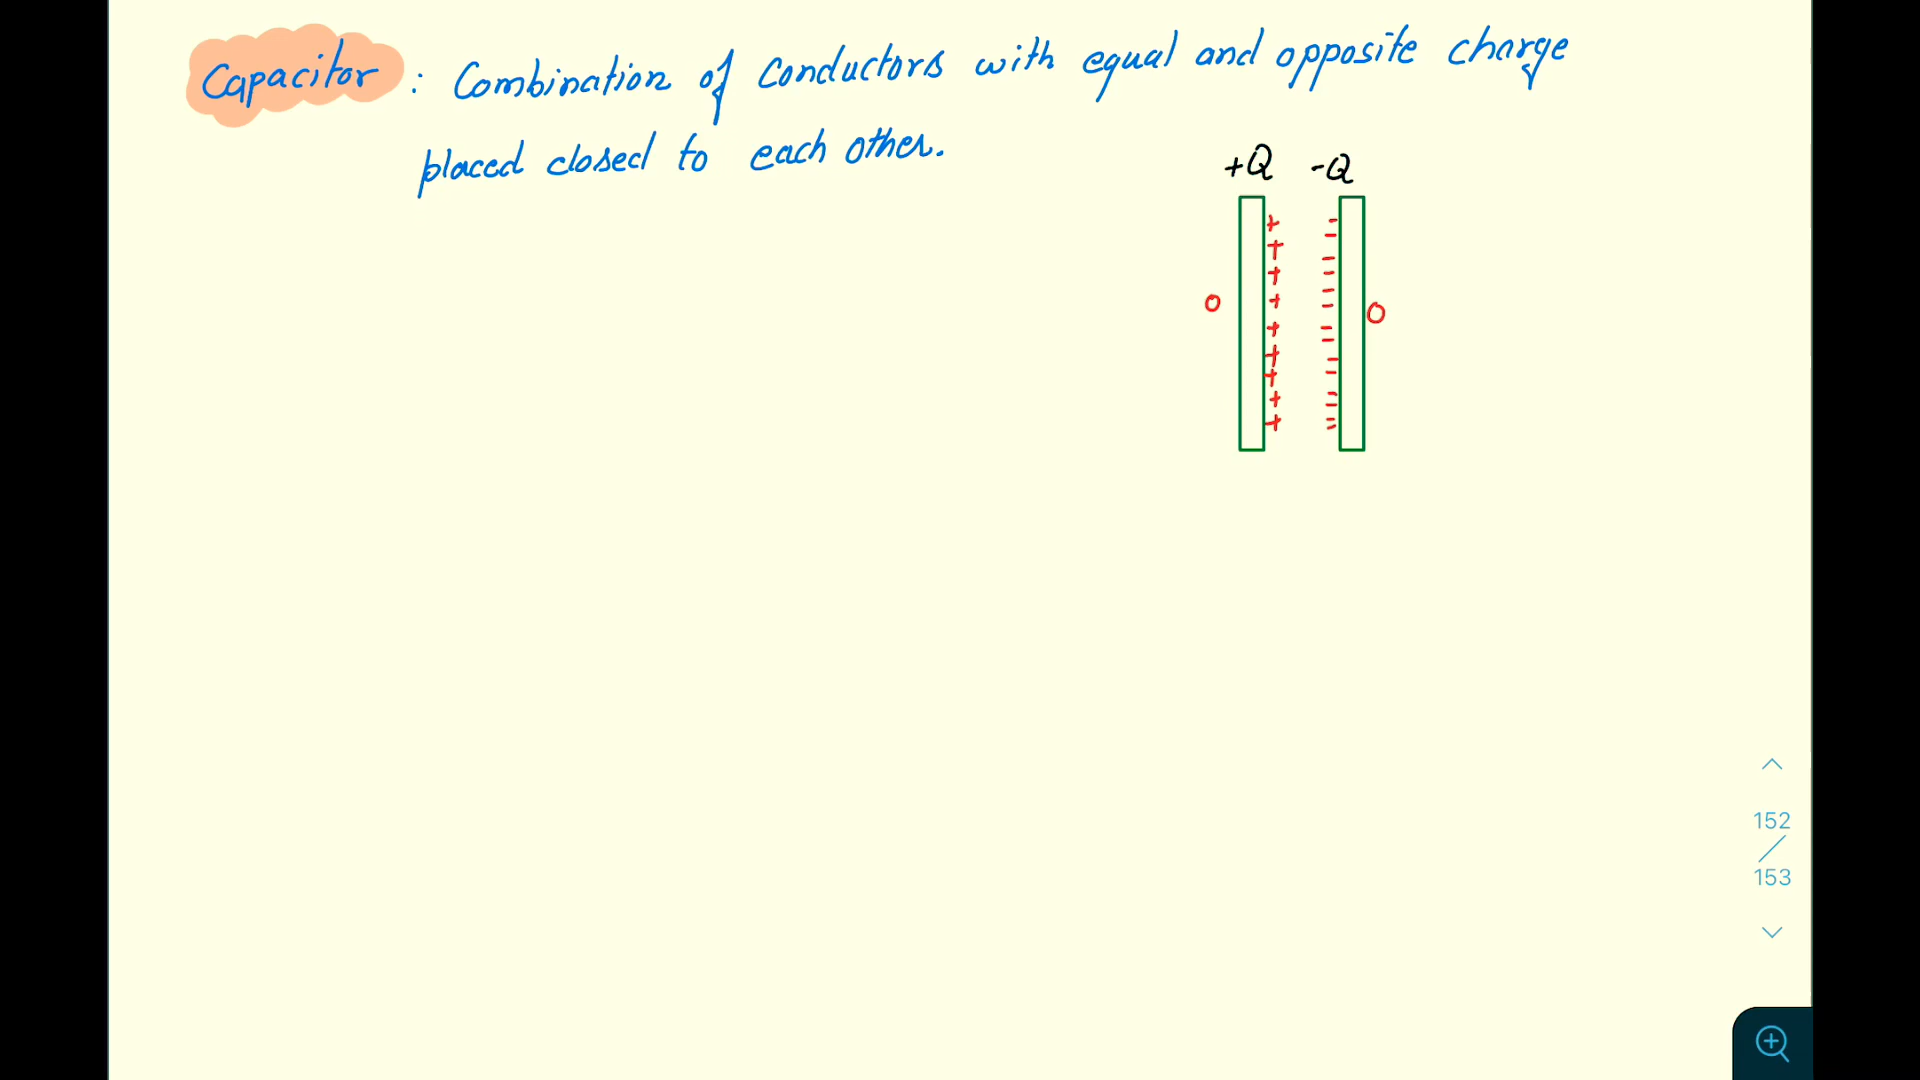 Capacitor : Combination of conductors with equal and opposite charge
placed closed to each other.
+Q -Q
0 0
152
/
153